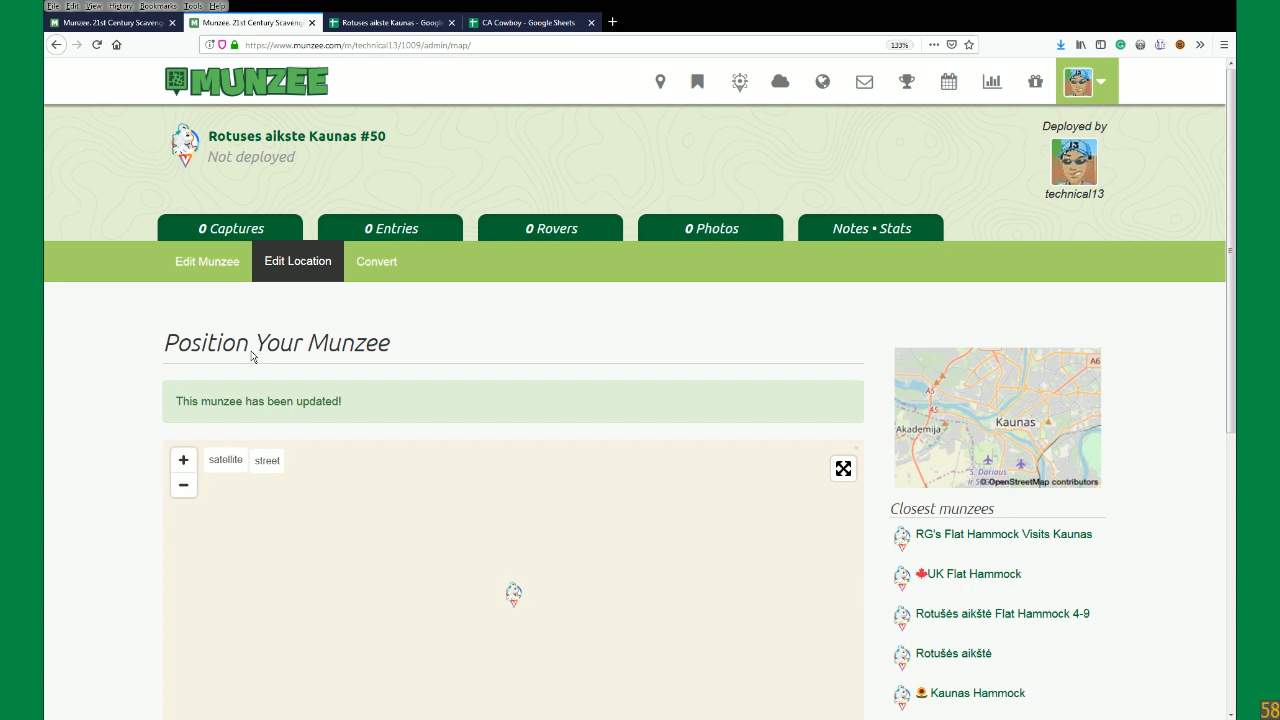 File Edit View History Bookmarks Tools Help
Munzee. 21st Century Scaveng
Munzee. 21st Century Scaveng
Rotuses aikste Kaunas - Google
CA Cowboy - Google Sheets
https://www.munzee.com/m/technical13/1009/admin/map/
133%
MUNZEE
Rotuses aikste Kaunas #50
Not deployed
Deployed by
technical13
0 Captures
0 Entries
0 Rovers
0 Photos
Notes • Stats
Edit Munzee
Edit Location
Convert
Position Your Munzee
This munzee has been updated!
+
−
satellite
street
A6
A5
A5
Akademija
Kaunas
S. Darious
ir S.
© OpenStreetMap contributors
Closest munzees
RG's Flat Hammock Visits Kaunas
🍁UK Flat Hammock
Rotušės aikštė Flat Hammock 4-9
Rotušės aikštė
🌻 Kaunas Hammock
58